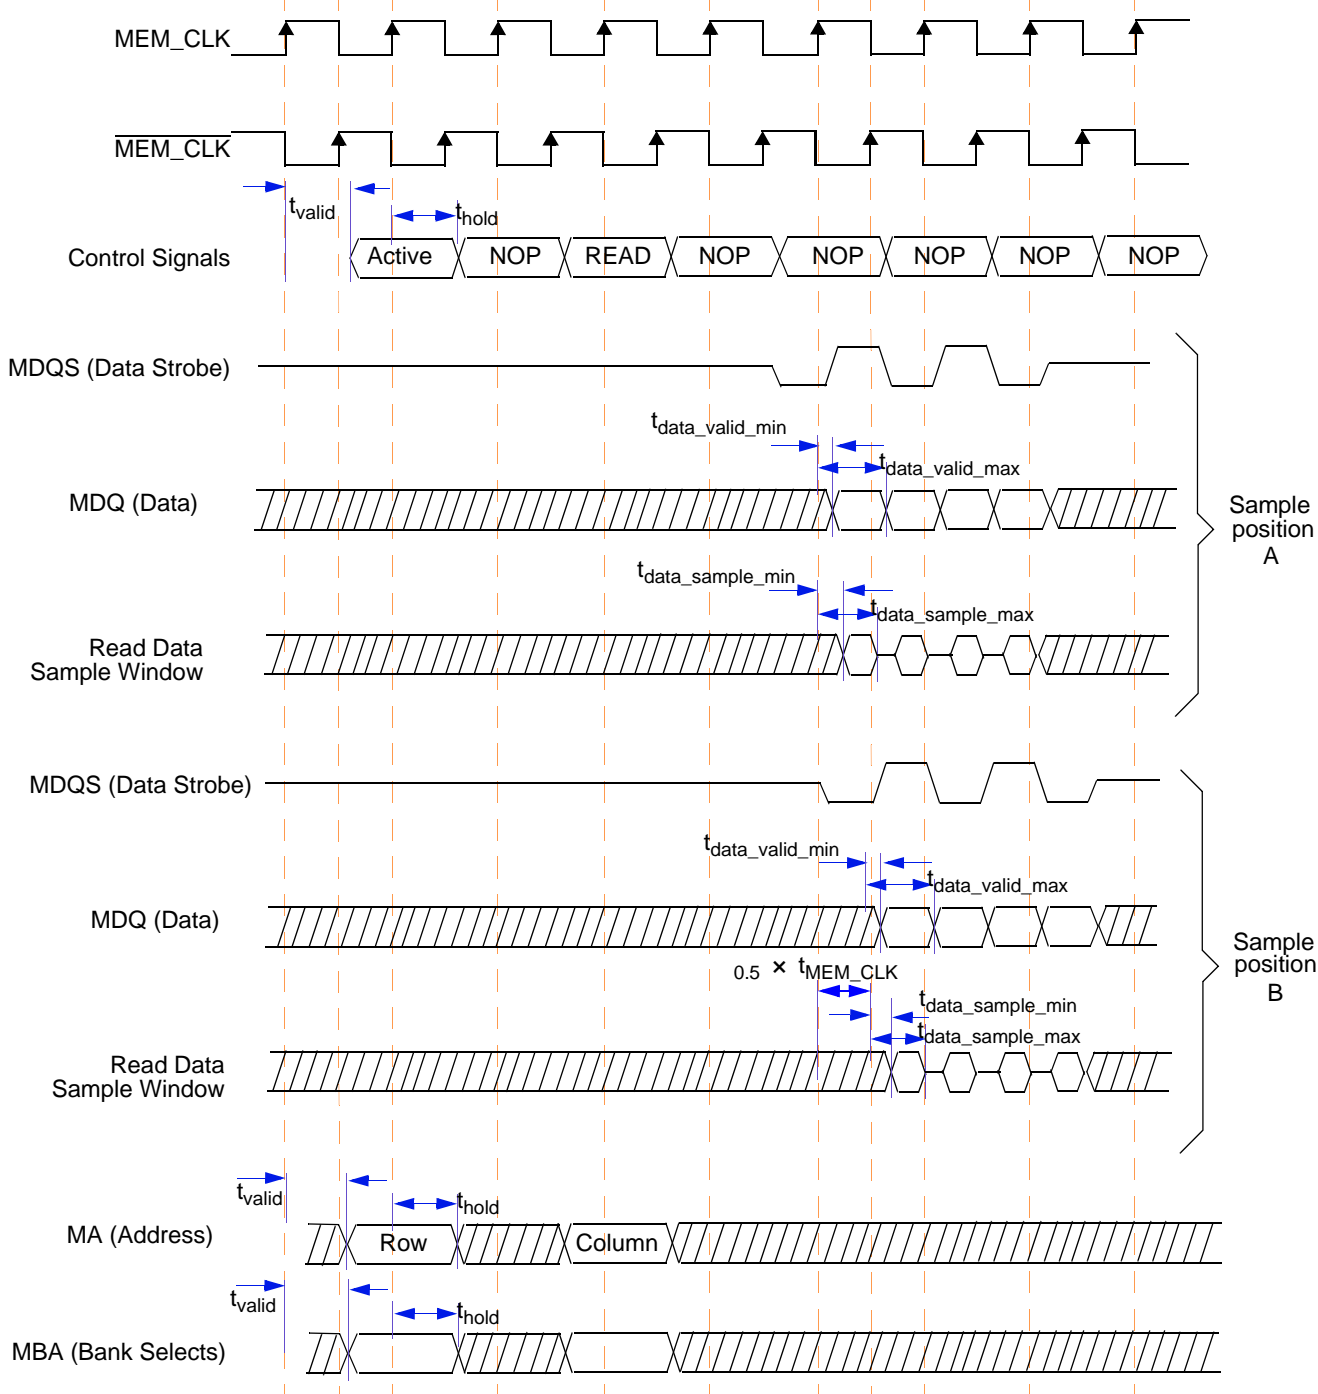 MEM_CLK
MEM_CLK
tvalid
thold
Control Signals
Active NOP READ NOP NOP NOP NOP NOP
MDQS (Data Strobe)
tdata_valid_min
tdata_valid_max
MDQ (Data)
Sample
position
A
tdata_sample_min
tdata_sample_max
Read Data
Sample Window
MDQS (Data Strobe)
tdata_valid_min
tdata_valid_max
MDQ (Data)
Sample
position
B
0.5 × tMEM_CLK
tdata_sample_min
tdata_sample_max
Read Data
Sample Window
tvalid
thold
MA (Address)
Row Column
tvalid
thold
MBA (Bank Selects)